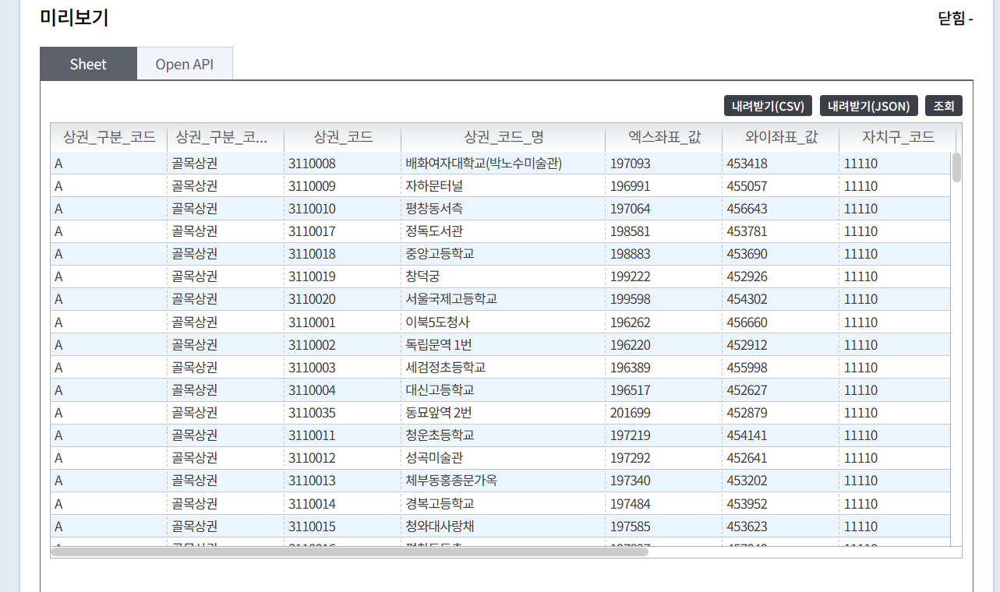 미리보기 닫힘 -
Sheet Open API
내려받기(CSV) 내려받기(JSON) 조회
상권_구분_코드 상권_구분_코... 상권_코드 상권_코드_명 엑스좌표_값 와이좌표_값 자치구_코드
A 골목상권 3110008 배화여자대학교(박노수미술관) 197093 453418 11110
A 골목상권 3110009 자하문터널 196991 455057 11110
A 골목상권 3110010 평창동서측 197064 456643 11110
A 골목상권 3110017 정독도서관 198581 453781 11110
A 골목상권 3110018 중앙고등학교 198883 453690 11110
A 골목상권 3110019 창덕궁 199222 452926 11110
A 골목상권 3110020 서울국제고등학교 199598 454302 11110
A 골목상권 3110001 이북5도청사 196262 456660 11110
A 골목상권 3110002 독립문역 1번 196220 452912 11110
A 골목상권 3110003 세검정초등학교 196389 455998 11110
A 골목상권 3110004 대신고등학교 196517 452627 11110
A 골목상권 3110035 동묘앞역 2번 201699 452879 11110
A 골목상권 3110011 청운초등학교 197219 454141 11110
A 골목상권 3110012 성곡미술관 197292 452641 11110
A 골목상권 3110013 체부동홍종문가옥 197340 453202 11110
A 골목상권 3110014 경복고등학교 197484 453952 11110
A 골목상권 3110015 청와대사랑채 197585 453623 11110